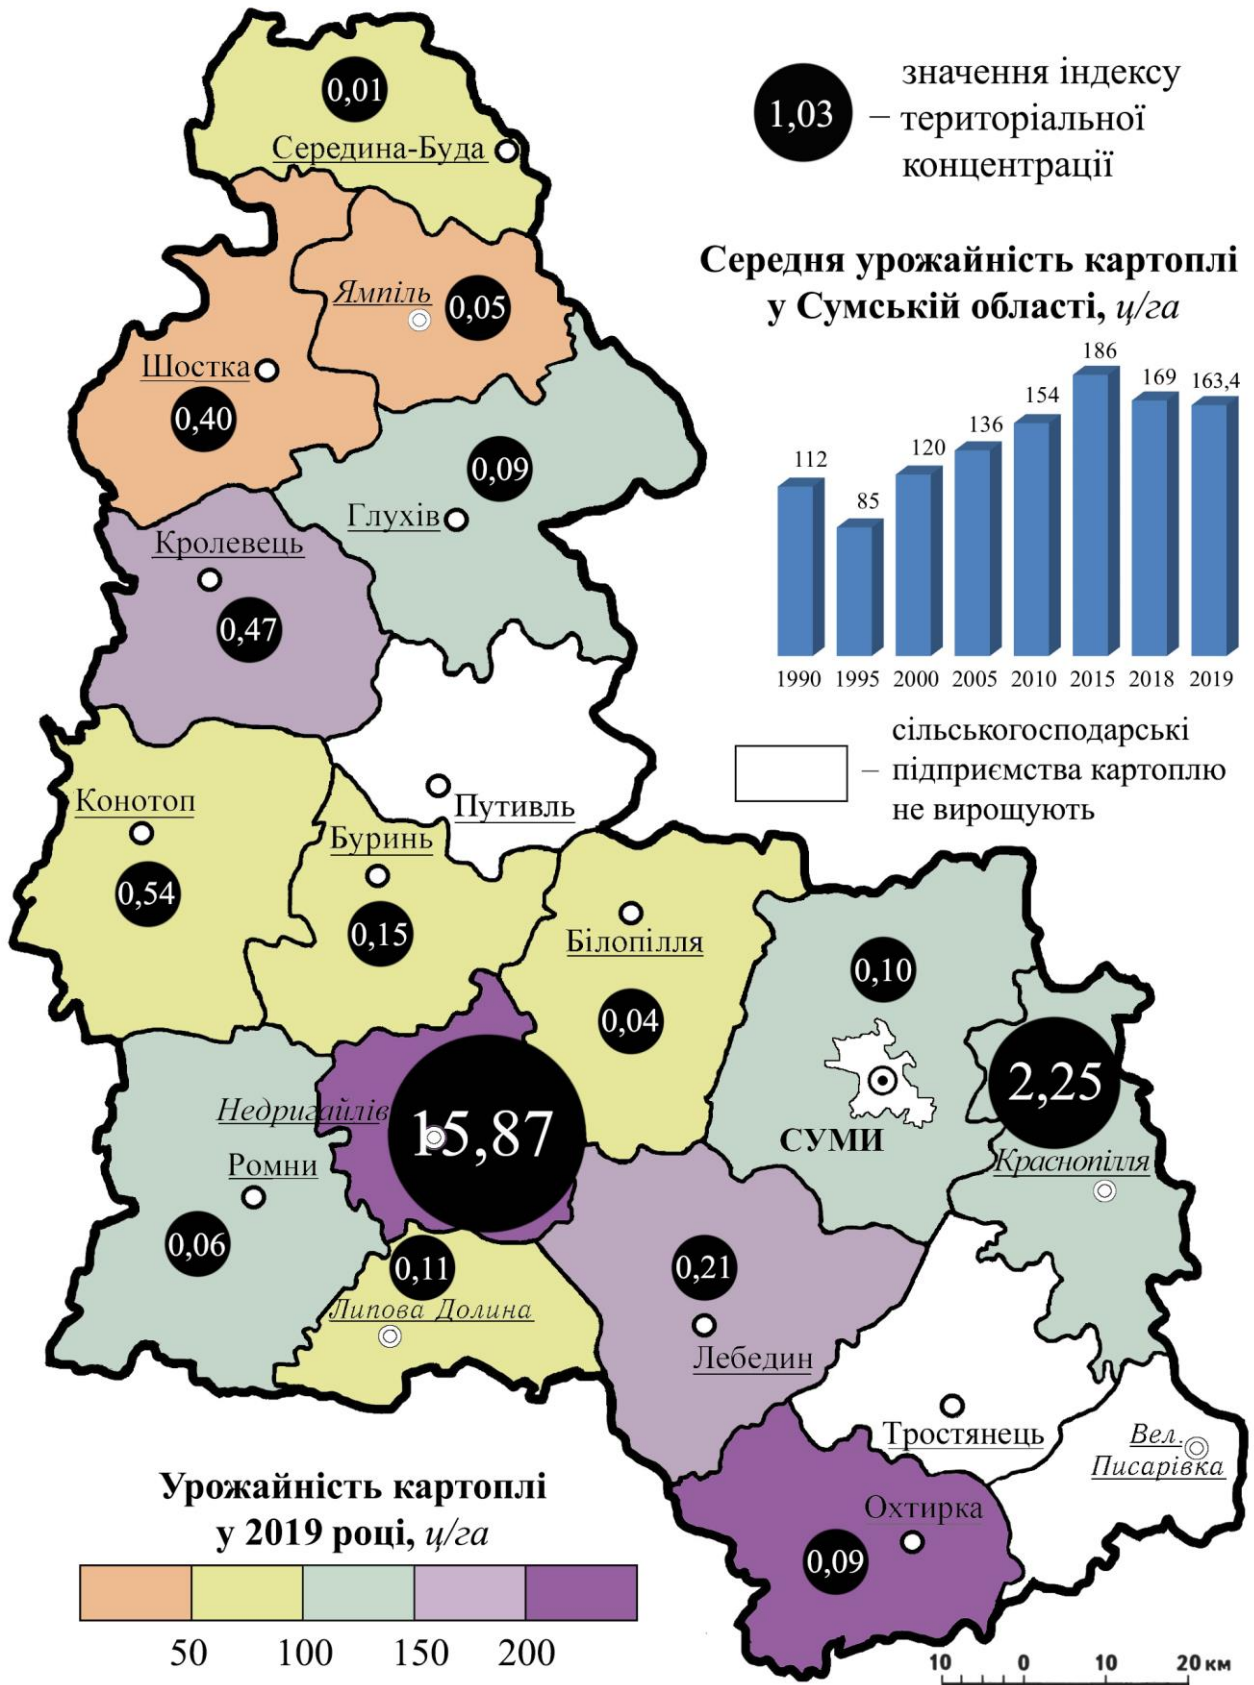 0,01
Середина-Буда
1,03
– значення індексу
територіальної
концентрації
Середня урожайність картоплі
у Сумській області, ц/га
112
85
120
136
154
186
169
163,4
1990 1995 2000 2005 2010 2015 2018 2019
– сільськогосподарські
підприємства картоплю
не вирощують
Ямпіль
0,05
Шостка
0,40
0,09
Глухів
Кролевець
0,47
Конотоп
0,54
Путивль
Буринь
0,15
Білопілля
0,04
0,10
СУМИ
2,25
Краснопілля
Недригайлів
15,87
Ромни
0,06
0,11
Липова Долина
0,21
Лебедин
Тростянець
Вел.
Писарівка
Охтирка
0,09
Урожайність картоплі
у 2019 році, ц/га
50 100 150 200
10 0 10 20 км